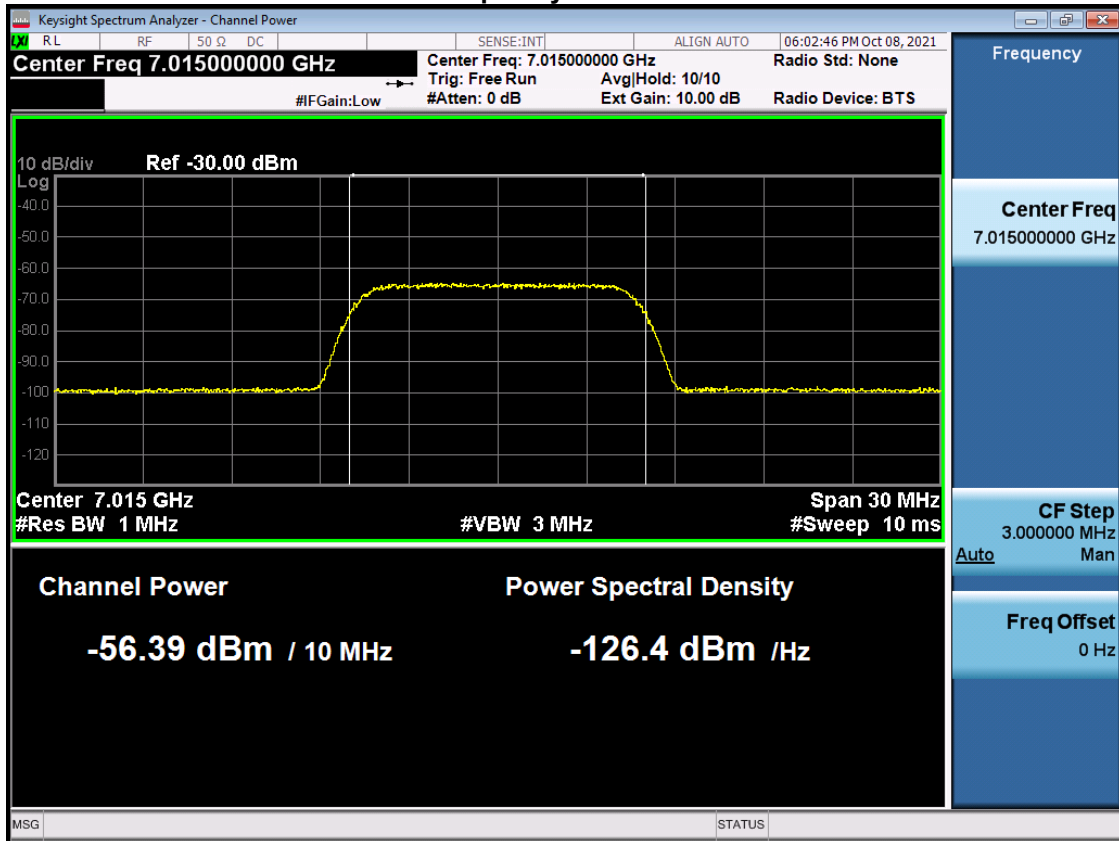 Keysight Spectrum Analyzer - Channel Power
LXI RL RF 50 Ω DC SENSE:INT ALIGN AUTO 06:02:46 PM Oct 08, 2021
Center Freq 7.015000000 GHz
Center Freq: 7.015000000 GHz Radio Std: None
Trig: Free Run Avg|Hold: 10/10
#IFGain:Low #Atten: 0 dB Ext Gain: 10.00 dB Radio Device: BTS
10 dB/div Ref -30.00 dBm
Log
-40.0
-50.0
-60.0
-70.0
-80.0
-90.0
-100
-110
-120
Center 7.015 GHz Span 30 MHz
#Res BW 1 MHz #VBW 3 MHz #Sweep 10 ms
Channel Power Power Spectral Density
-56.39 dBm / 10 MHz -126.4 dBm /Hz
Frequency
Center Freq
7.015000000 GHz
CF Step
3.000000 MHz
Auto Man
Freq Offset
0 Hz
MSG STATUS